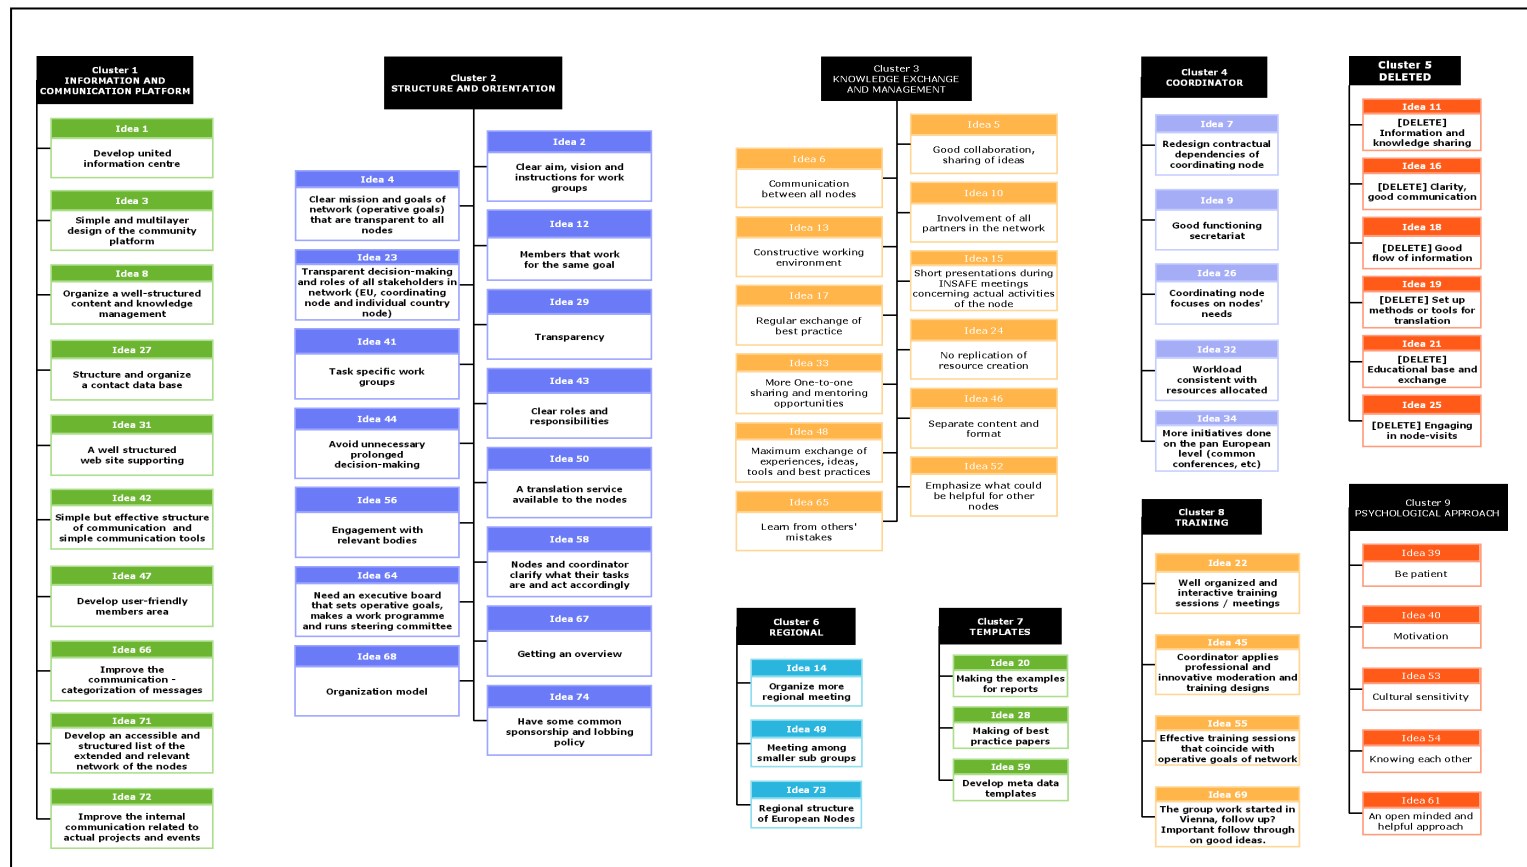 Cluster 1
INFORMATION AND
COMMUNICATION PLATFORM
Idea 1
Develop united
information centre
Idea 3
Simple and multilayer
design of the community
platform
Idea 8
Organize a well-structured
content and knowledge
management
Idea 27
Structure and organize
a contact data base
Idea 31
A well structured
web site supporting
Idea 42
Simple but effective structure
of communication and
simple communication tools
Idea 47
Develop user-friendly
members area
Idea 66
Improve the
communication -
categorization of messages
Idea 71
Develop an accessible and
structured list of the
extended and relevant
network of the nodes
Idea 72
Improve the internal
communication related to
actual projects and events
Cluster 2
STRUCTURE AND ORIENTATION
Idea 4
Clear mission and goals of
network (operative goals)
that are transparent to all
nodes
Idea 23
Transparent decision-making
and roles of all stakeholders in
network (EU, coordinating
node and individual country
node)
Idea 41
Task specific work
groups
Idea 44
Avoid unnecessary
prolonged
decision-making
Idea 56
Engagement with
relevant bodies
Idea 64
Need an executive board
that sets operative goals,
makes a work programme
and runs steering committee
Idea 68
Organization model
Idea 2
Clear aim, vision and
instructions for work
groups
Idea 12
Members that work
for the same goal
Idea 29
Transparency
Idea 43
Clear roles and
responsibilities
Idea 50
A translation service
available to the nodes
Idea 58
Nodes and coordinator
clarify what their tasks
are and act accordingly
Idea 67
Getting an overview
Idea 74
Have some common
sponsorship and lobbing
policy
Cluster 3
KNOWLEDGE EXCHANGE
AND MANAGEMENT
Idea 6
Communication
between all nodes
Idea 13
Constructive working
environment
Idea 17
Regular exchange of
best practice
Idea 33
More One-to-one
sharing and mentoring
opportunities
Idea 48
Maximum exchange of
experiences, ideas,
tools and best practices
Idea 65
Learn from others'
mistakes
Idea 5
Good collaboration,
sharing of ideas
Idea 10
Involvement of all
partners in the network
Idea 15
Short presentations during
INSAFE meetings
concerning actual activities
of the node
Idea 24
No replication of
resource creation
Idea 46
Separate content and
format
Idea 52
Emphasize what could
be helpful for other
nodes
Cluster 4
COORDINATOR
Idea 7
Redesign contractual
dependencies of
coordinating node
Idea 9
Good functioning
secretariat
Idea 26
Coordinating node
focuses on nodes'
needs
Idea 32
Workload
consistent with
resources allocated
Idea 34
More initiatives done
on the pan European
level (common
conferences, etc)
Cluster 5
DELETED
Idea 11
[DELETE]
Information and
knowledge sharing
Idea 16
[DELETE] Clarity,
good communication
Idea 18
[DELETE] Good
flow of information
Idea 19
[DELETE] Set up
methods or tools for
translation
Idea 21
[DELETE]
Educational base and
exchange
Idea 25
[DELETE] Engaging
in node-visits
Cluster 6
REGIONAL
Idea 14
Organize more
regional meeting
Idea 49
Meeting among
smaller sub groups
Idea 73
Regional structure
of European Nodes
Cluster 7
TEMPLATES
Idea 20
Making the examples
for reports
Idea 28
Making of best
practice papers
Idea 59
Develop meta data
templates
Cluster 8
TRAINING
Idea 22
Well organized and
interactive training
sessions / meetings
Idea 45
Coordinator applies
professional and
innovative moderation
and training designs
Idea 55
Effective training sessions
that coincide with
operative goals of network
Idea 69
The group work started in
Vienna, follow up?
Important follow through
on good ideas.
Cluster 9
PSYCHOLOGICAL APPROACH
Idea 39
Be patient
Idea 40
Motivation
Idea 53
Cultural sensitivity
Idea 54
Knowing each other
Idea 61
An open minded and
helpful approach